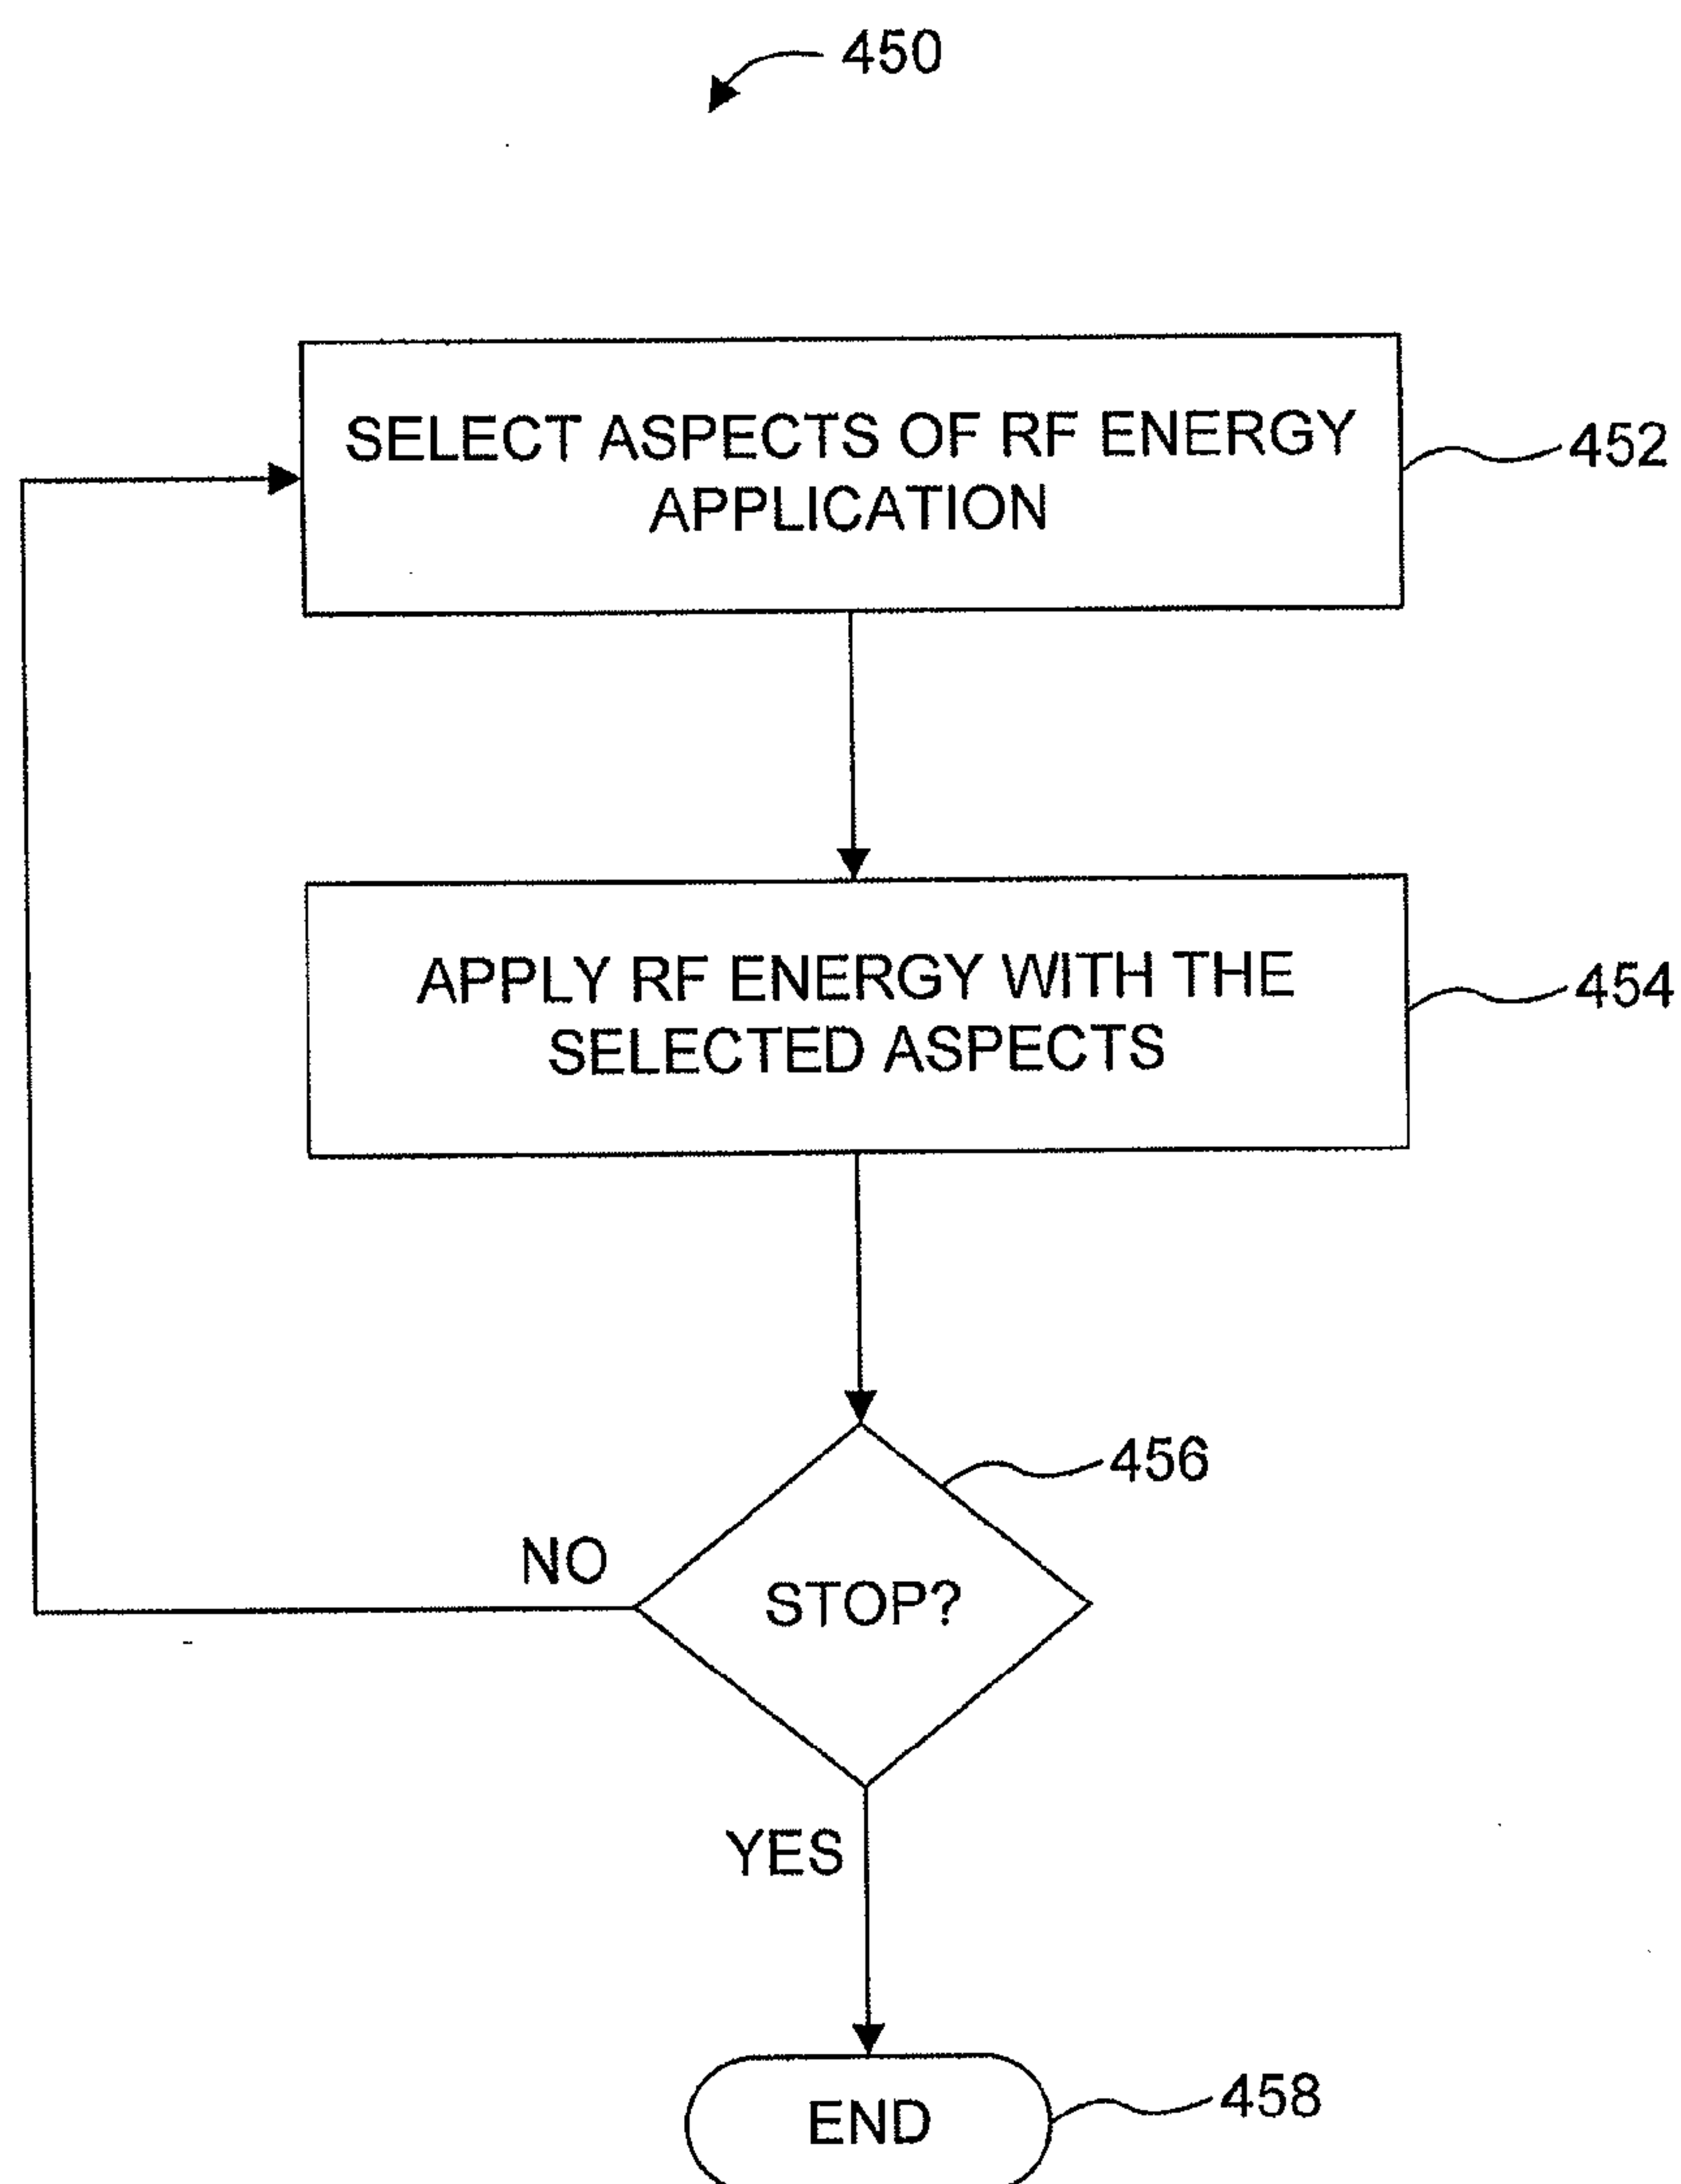 450
SELECT ASPECTS OF RF ENERGY
APPLICATION
452
APPLY RF ENERGY WITH THE
SELECTED ASPECTS
454
456
NO
STOP?
YES
END
458